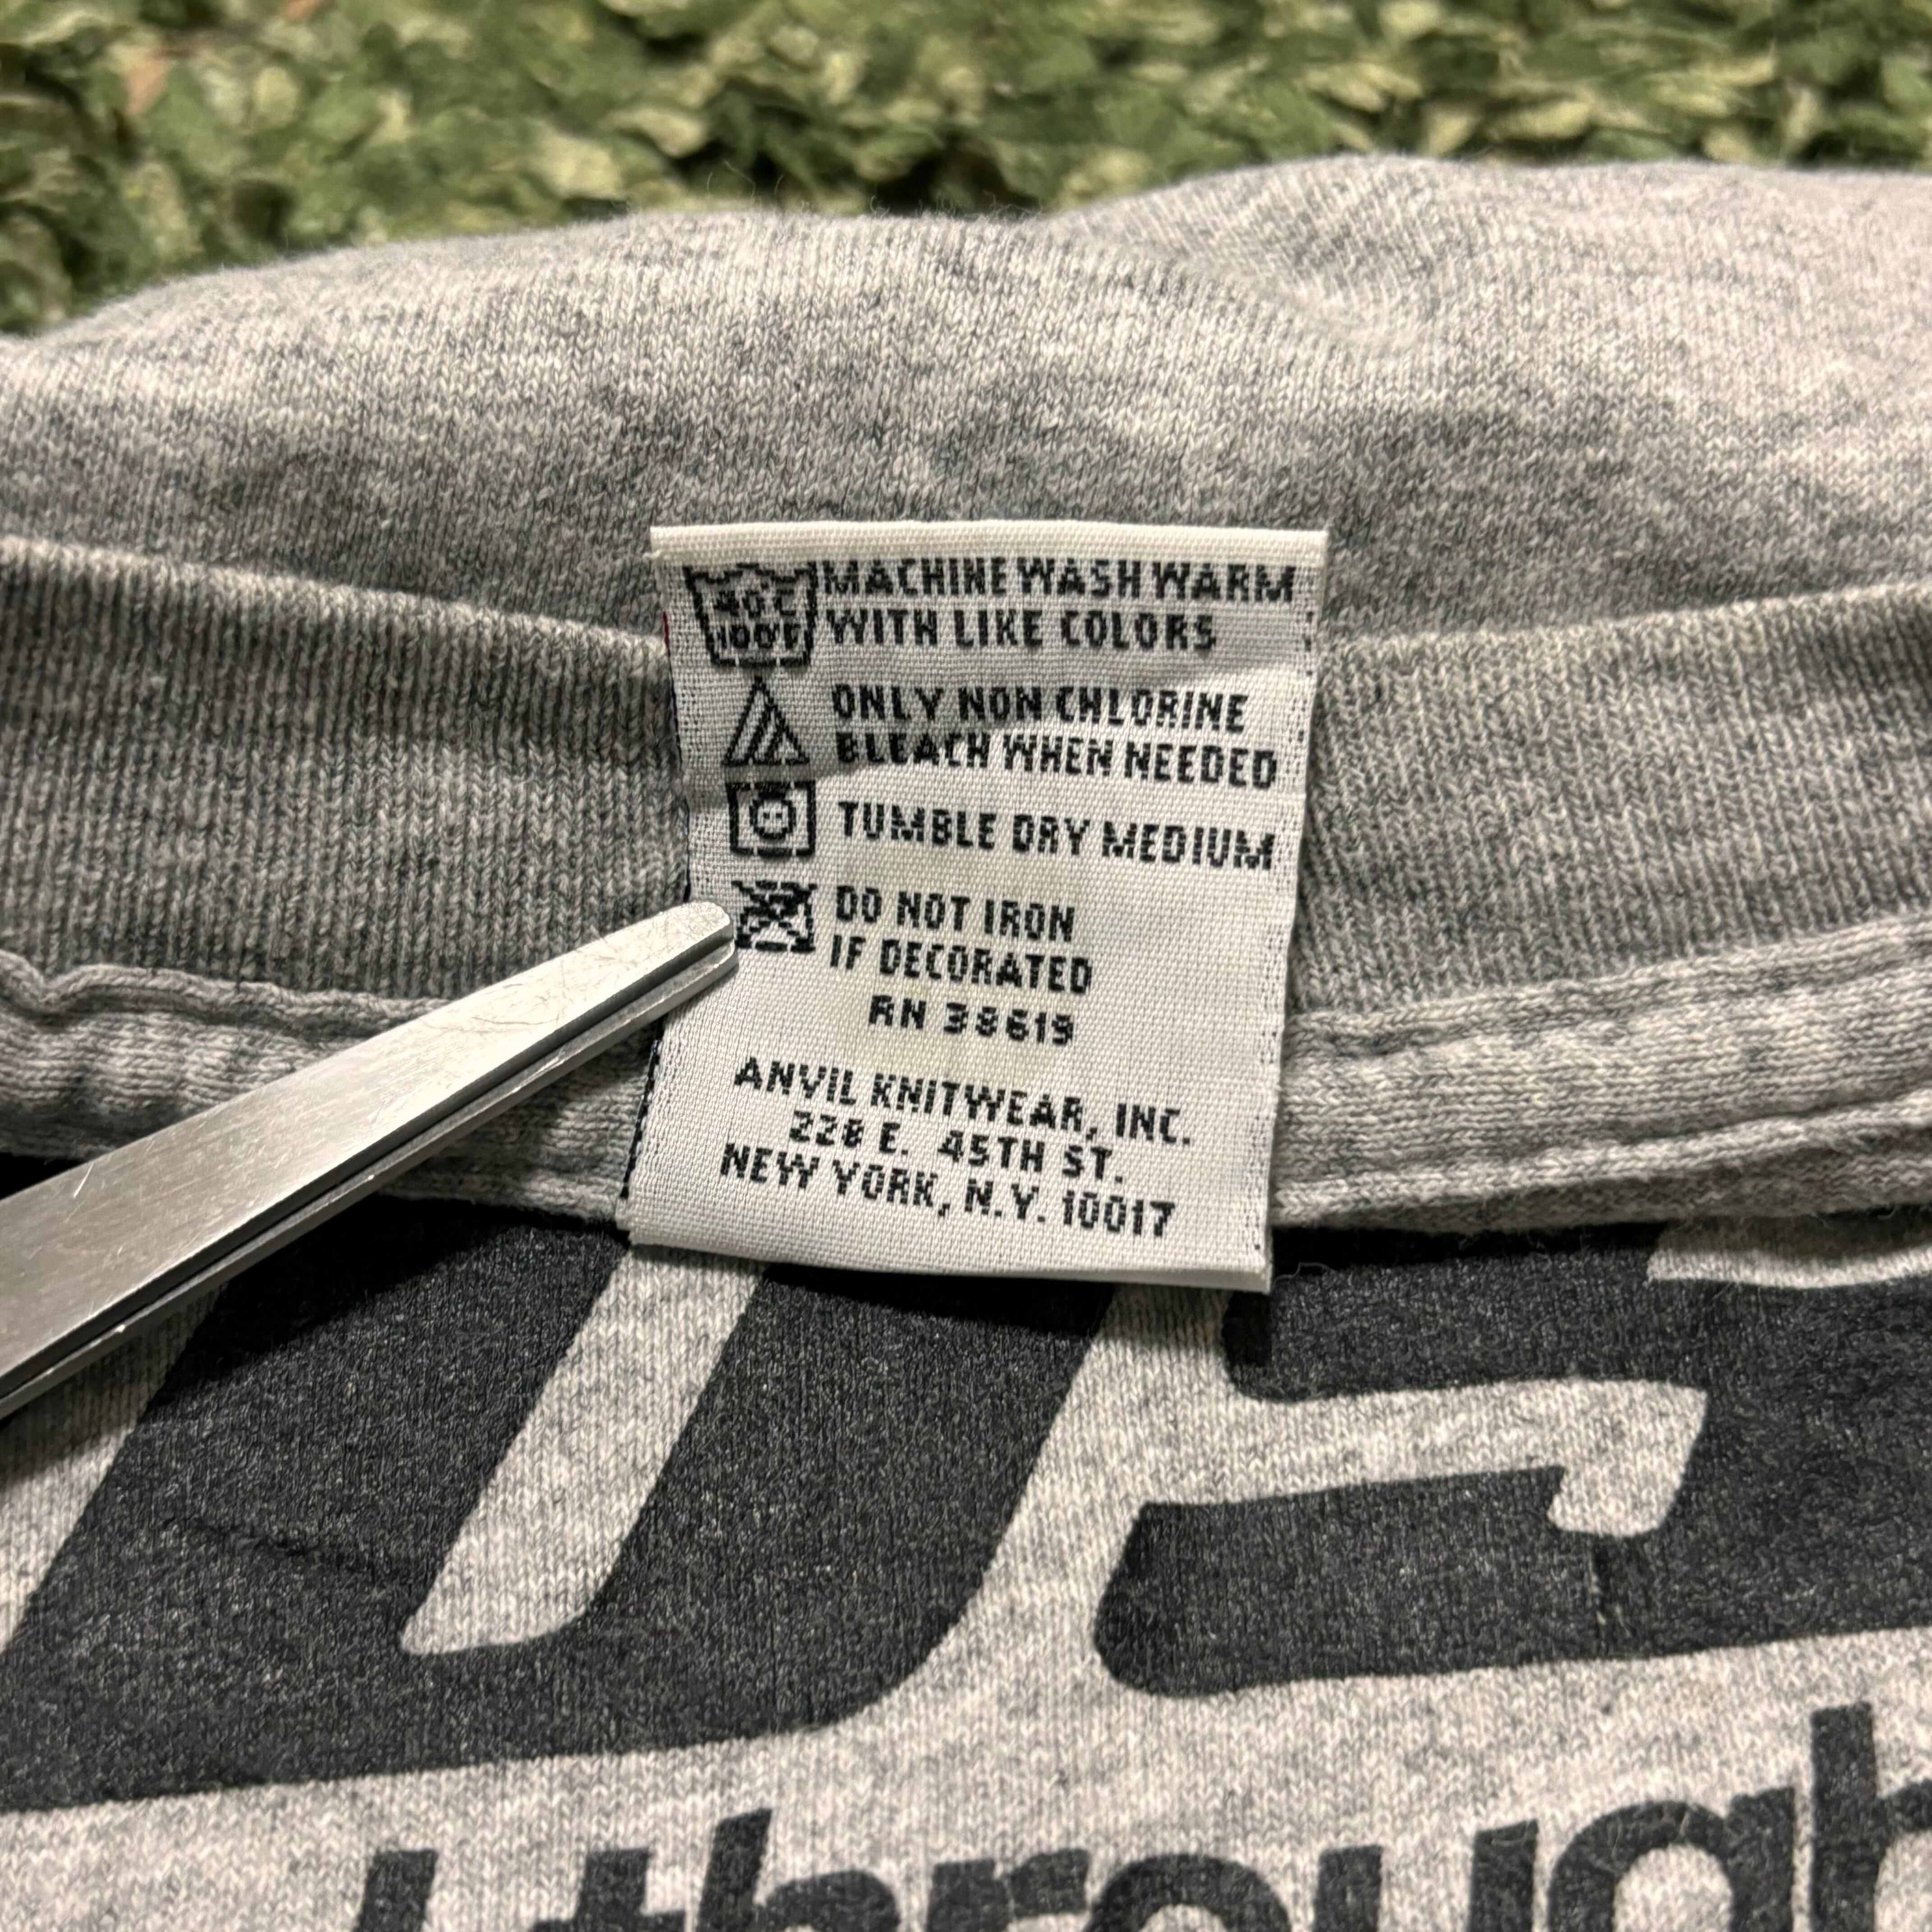 40°C
100°F
MACHINE WASH WARM
WITH LIKE COLORS
ONLY NON CHLORINE
BLEACH WHEN NEEDED
TUMBLE DRY MEDIUM
DO NOT IRON
IF DECORATED
RN 38619
ANVIL KNITWEAR, INC.
228 E. 45TH ST.
NEW YORK, N.Y. 10017
through